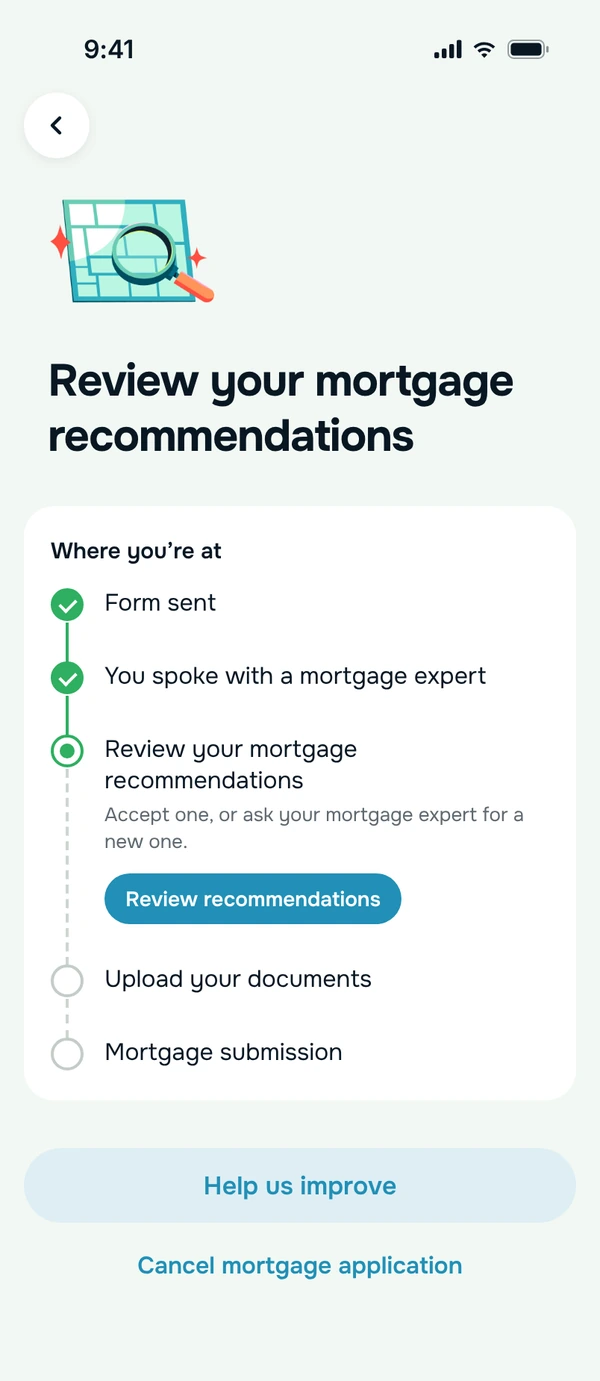 9:41
Review your mortgage
recommendations
Where you’re at
Form sent
You spoke with a mortgage expert
Review your mortgage
recommendations
Accept one, or ask your mortgage expert for a
new one.
Review recommendations
Upload your documents
Mortgage submission
Help us improve
Cancel mortgage application